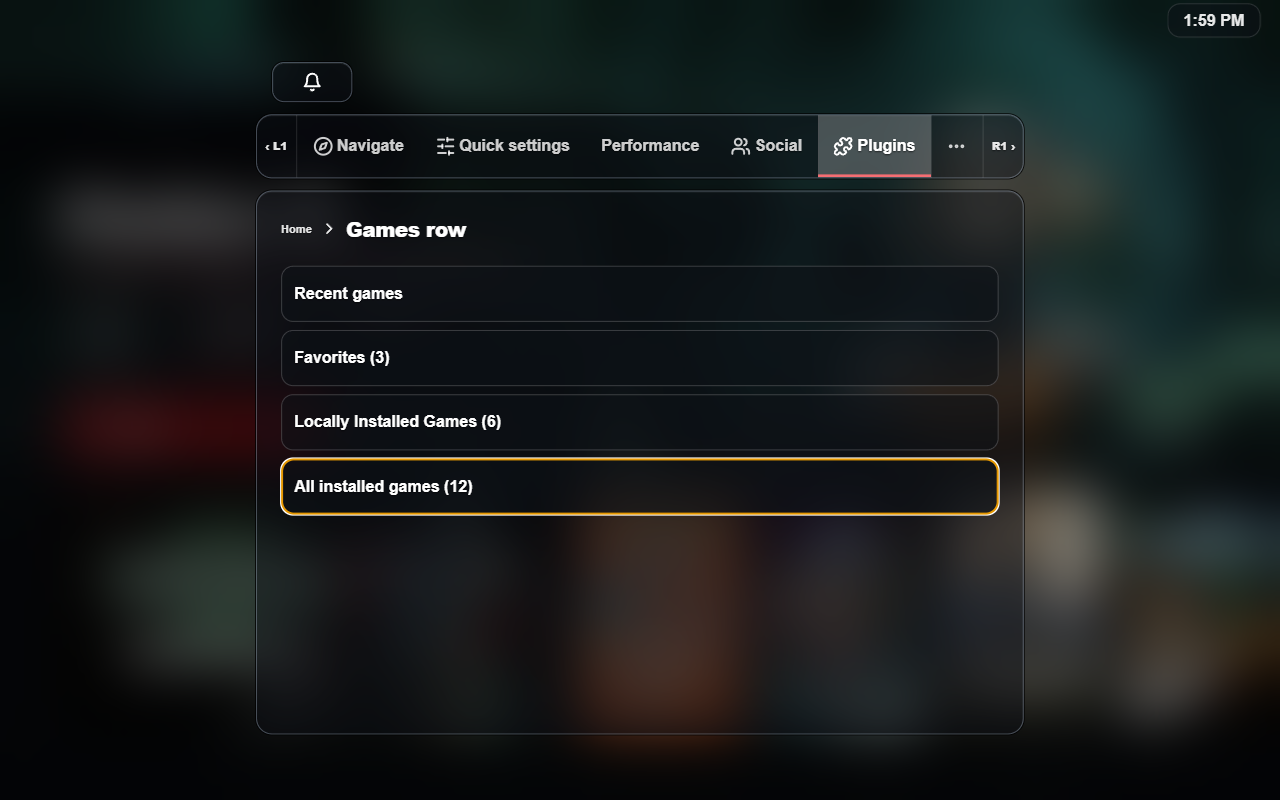 1:59 PM
‹ L1 Navigate Quick settings Performance Social Plugins ••• R1 ›
Home > Games row
Recent games
Favorites (3)
Locally Installed Games (6)
All installed games (12)